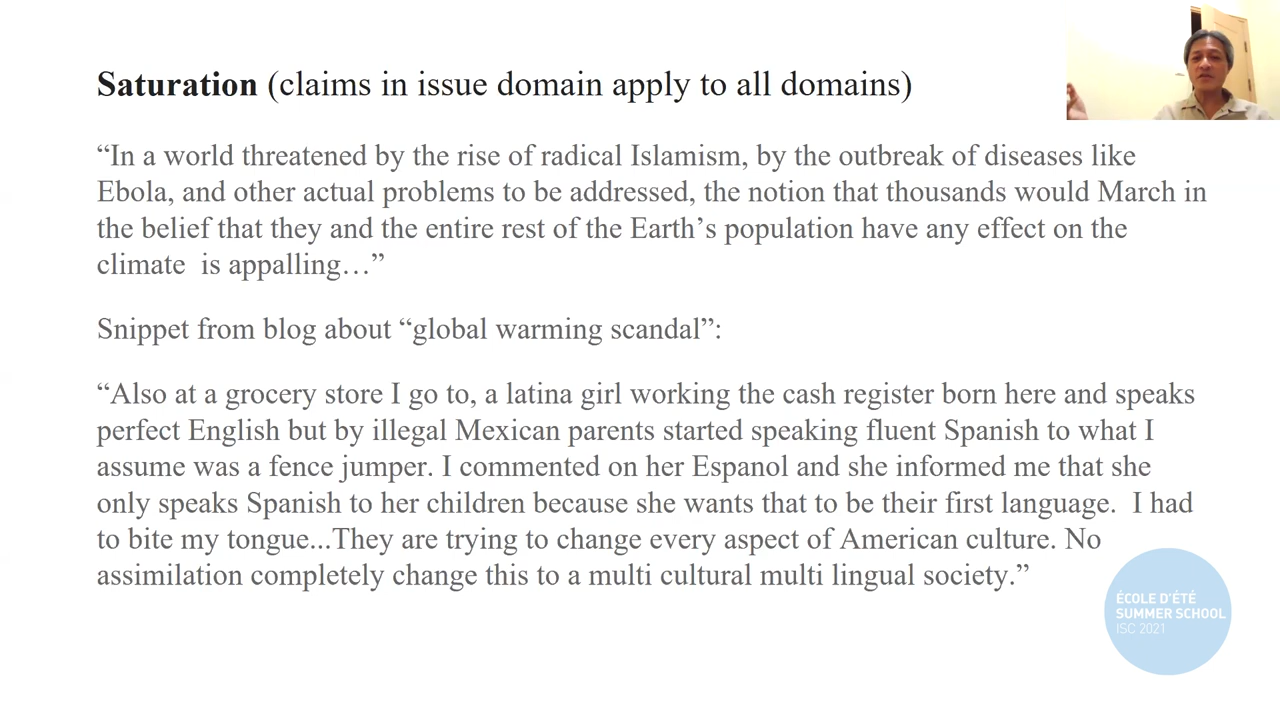 Saturation (claims in issue domain apply to all domains)
“In a world threatened by the rise of radical Islamism, by the outbreak of diseases like
Ebola, and other actual problems to be addressed, the notion that thousands would March in
the belief that they and the entire rest of the Earth’s population have any effect on the
climate  is appalling…”
Snippet from blog about “global warming scandal”:
“Also at a grocery store I go to, a latina girl working the cash register born here and speaks
perfect English but by illegal Mexican parents started speaking fluent Spanish to what I
assume was a fence jumper. I commented on her Espanol and she informed me that she
only speaks Spanish to her children because she wants that to be their first language.  I had
to bite my tongue...They are trying to change every aspect of American culture. No
assimilation completely change this to a multi cultural multi lingual society.”
ÉCOLE D'ÉTÉ
SUMMER SCHOOL
ISC 2021